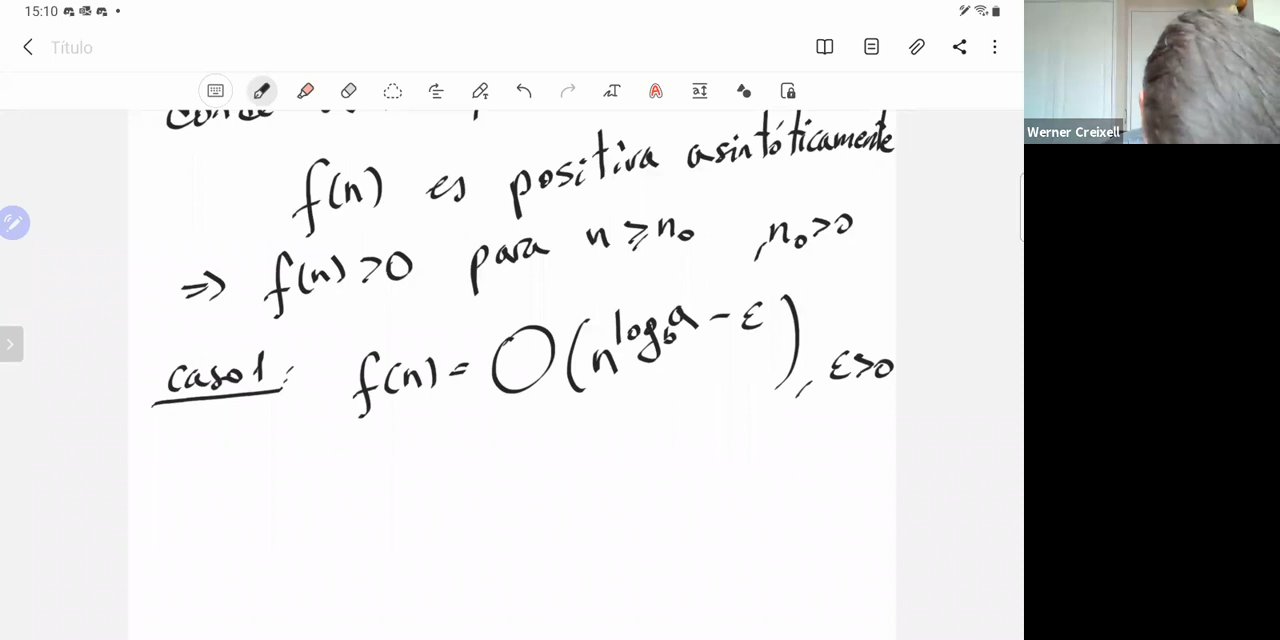 15:10
Título
f(n) es positiva asintóticamente
⇒ f(n) > 0 para n ≥ n₀ , n₀ > 0
caso 1: f(n) = O(n^{log_b a - ε}), ε > 0
Werner Creixell